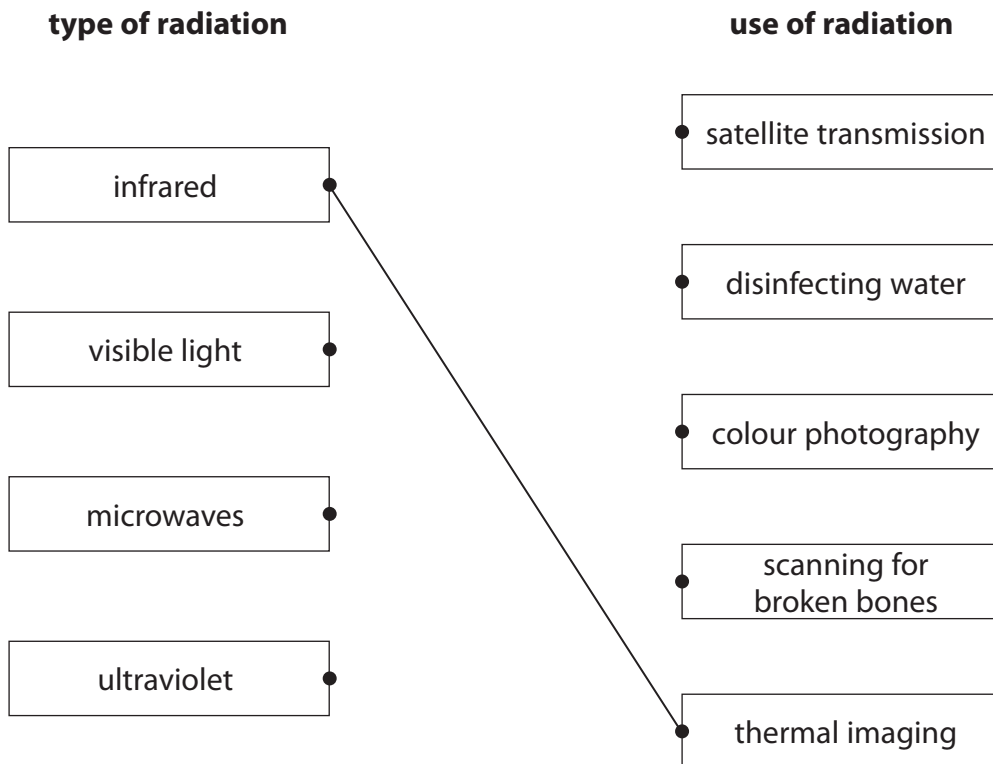 type of radiation
infrared
visible light
microwaves
ultraviolet
use of radiation
satellite transmission
disinfecting water
colour photography
scanning for
broken bones
thermal imaging